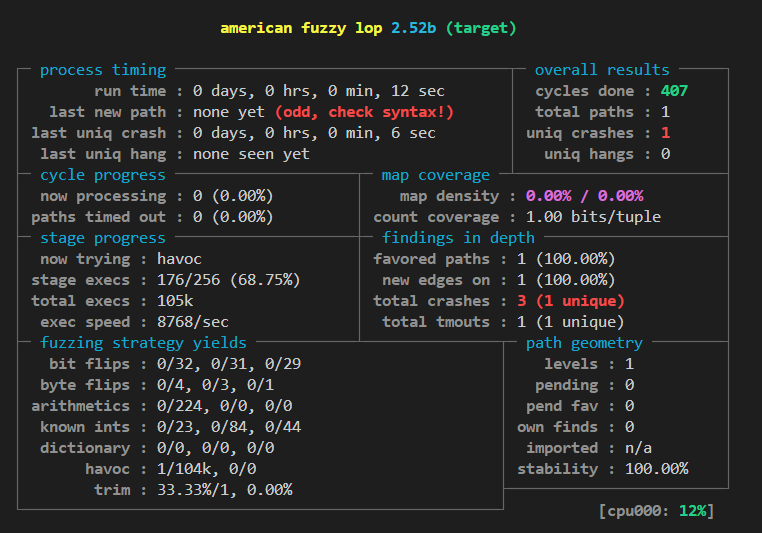 american fuzzy lop 2.52b (target)
process timing overall results
run time : 0 days, 0 hrs, 0 min, 12 sec cycles done : 407
last new path : none yet (odd, check syntax!) total paths : 1
last uniq crash : 0 days, 0 hrs, 0 min, 6 sec uniq crashes : 1
last uniq hang : none seen yet uniq hangs : 0
cycle progress map coverage
now processing : 0 (0.00%) map density : 0.00% / 0.00%
paths timed out : 0 (0.00%) count coverage : 1.00 bits/tuple
stage progress findings in depth
now trying : havoc favored paths : 1 (100.00%)
stage execs : 176/256 (68.75%) new edges on : 1 (100.00%)
total execs : 105k total crashes : 3 (1 unique)
exec speed : 8768/sec total tmouts : 1 (1 unique)
fuzzing strategy yields path geometry
bit flips : 0/32, 0/31, 0/29 levels : 1
byte flips : 0/4, 0/3, 0/1 pending : 0
arithmetics : 0/224, 0/0, 0/0 pend fav : 0
known ints : 0/23, 0/84, 0/44 own finds : 0
dictionary : 0/0, 0/0, 0/0 imported : n/a
havoc : 1/104k, 0/0 stability : 100.00%
trim : 33.33%/1, 0.00%
[cpu000: 12%]